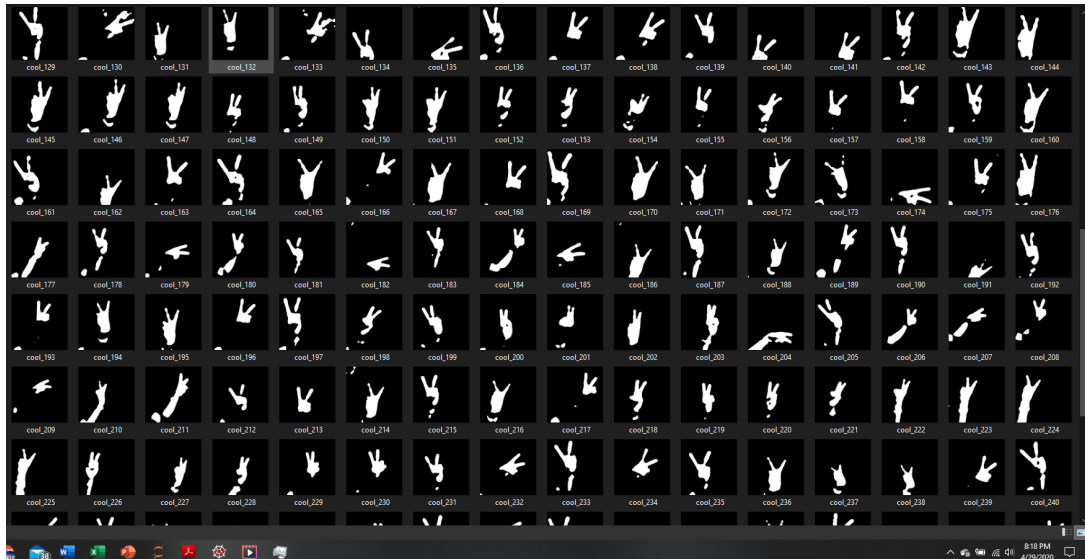 cool_129 cool_130 cool_131 cool_132 cool_133 cool_134 cool_135 cool_136 cool_137 cool_138 cool_139 cool_140 cool_141 cool_142 cool_143 cool_144
cool_145 cool_146 cool_147 cool_148 cool_149 cool_150 cool_151 cool_152 cool_153 cool_154 cool_155 cool_156 cool_157 cool_158 cool_159 cool_160
cool_161 cool_162 cool_163 cool_164 cool_165 cool_166 cool_167 cool_168 cool_169 cool_170 cool_171 cool_172 cool_173 cool_174 cool_175 cool_176
cool_177 cool_178 cool_179 cool_180 cool_181 cool_182 cool_183 cool_184 cool_185 cool_186 cool_187 cool_188 cool_189 cool_190 cool_191 cool_192
cool_193 cool_194 cool_195 cool_196 cool_197 cool_198 cool_199 cool_200 cool_201 cool_202 cool_203 cool_204 cool_205 cool_206 cool_207 cool_208
cool_209 cool_210 cool_211 cool_212 cool_213 cool_214 cool_215 cool_216 cool_217 cool_218 cool_219 cool_220 cool_221 cool_222 cool_223 cool_224
cool_225 cool_226 cool_227 cool_228 cool_229 cool_230 cool_231 cool_232 cool_233 cool_234 cool_235 cool_236 cool_237 cool_238 cool_239 cool_240
38
8:18 PM
4/29/2020